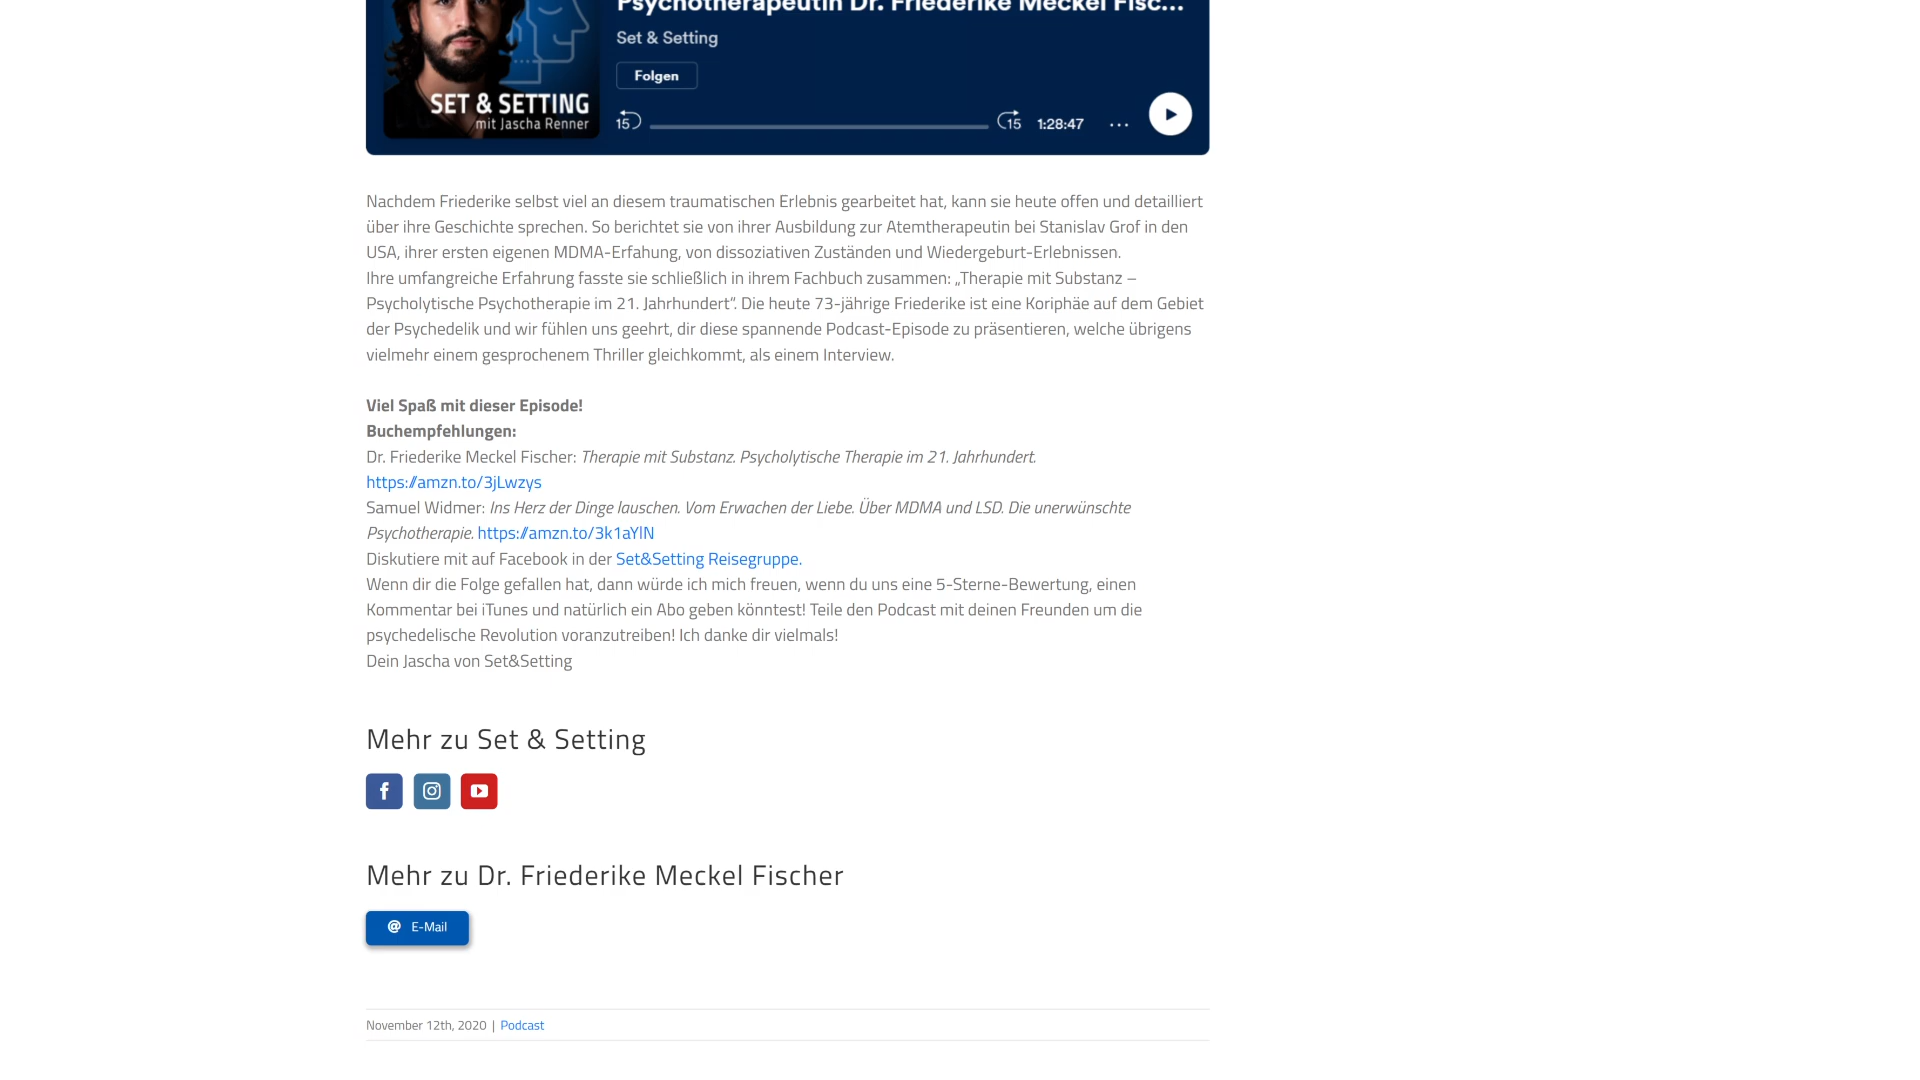 Psychotherapeutin Dr. Friederike Meckel Fisc...
Set & Setting
Folgen
SET & SETTING
mit Jascha Renner
15
15
1:28:47
Nachdem Friederike selbst viel an diesem traumatischen Erlebnis gearbeitet hat, kann sie heute offen und detailliert
über ihre Geschichte sprechen. So berichtet sie von ihrer Ausbildung zur Atemtherapeutin bei Stanislav Grof in den
USA, ihrer ersten eigenen MDMA-Erfahung, von dissoziativen Zuständen und Wiedergeburt-Erlebnissen.
Ihre umfangreiche Erfahrung fasste sie schließlich in ihrem Fachbuch zusammen: „Therapie mit Substanz –
Psycholytische Psychotherapie im 21. Jahrhundert“. Die heute 73-jährige Friederike ist eine Koriphäe auf dem Gebiet
der Psychedelik und wir fühlen uns geehrt, dir diese spannende Podcast-Episode zu präsentieren, welche übrigens
vielmehr einem gesprochenem Thriller gleichkommt, als einem Interview.
Viel Spaß mit dieser Episode!
Buchempfehlungen:
Dr. Friederike Meckel Fischer: Therapie mit Substanz. Psycholytische Therapie im 21. Jahrhundert.
https://amzn.to/3jLwzys
Samuel Widmer: Ins Herz der Dinge lauschen. Vom Erwachen der Liebe. Über MDMA und LSD. Die unerwünschte
Psychotherapie. https://amzn.to/3k1aYlN
Diskutiere mit auf Facebook in der Set&Setting Reisegruppe.
Wenn dir die Folge gefallen hat, dann würde ich mich freuen, wenn du uns eine 5-Sterne-Bewertung, einen
Kommentar bei iTunes und natürlich ein Abo geben könntest! Teile den Podcast mit deinen Freunden um die
psychedelische Revolution voranzutreiben! Ich danke dir vielmals!
Dein Jascha von Set&Setting
Mehr zu Set & Setting
Mehr zu Dr. Friederike Meckel Fischer
@ E-Mail
November 12th, 2020 | Podcast